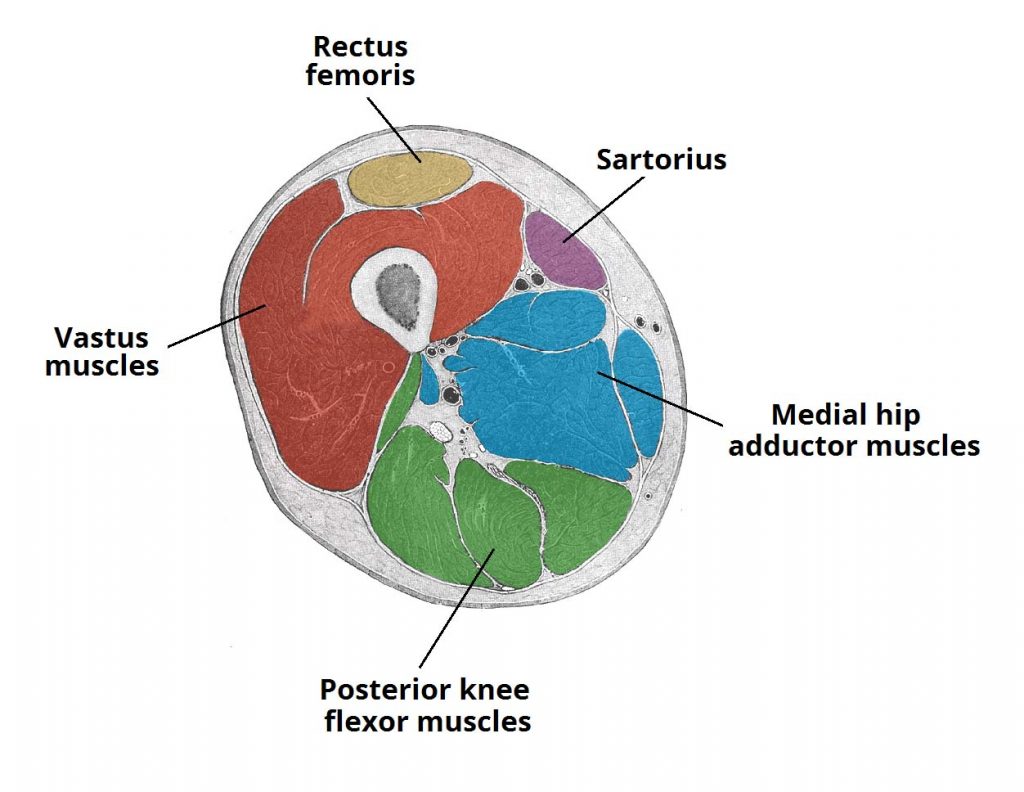 Rectus
femoris
Sartorius
Vastus
muscles
Medial hip
adductor muscles
Posterior knee
flexor muscles